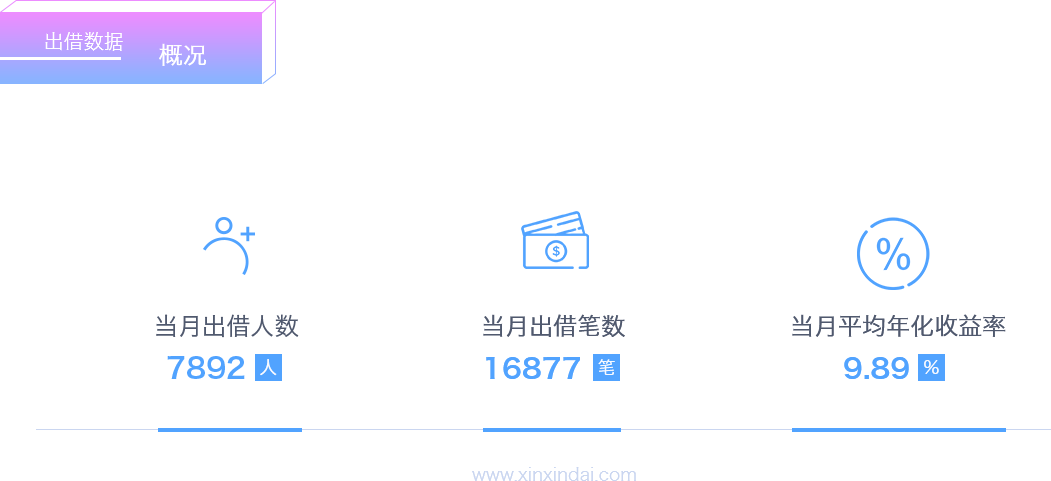 出借数据
概况
%
$
当月出借人数
当月出借笔数
当月平均年化收益率
7892 人
16877 笔
9.89 %
www.xinxindai.com